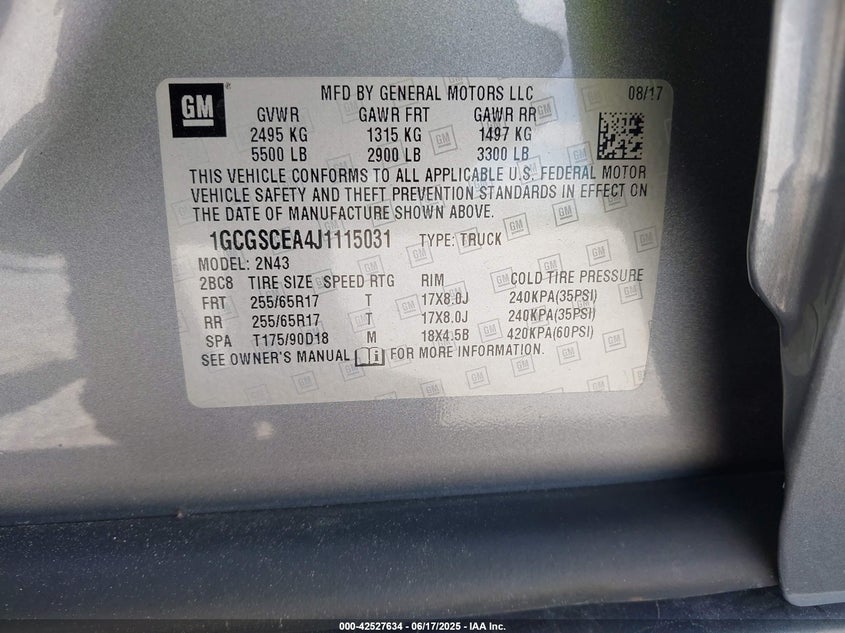 GM
MFD BY GENERAL MOTORS LLC 08/17
GVWR GAWR FRT GAWR RR
2495 KG 1315 KG 1497 KG
5500 LB 2900 LB 3300 LB
THIS VEHICLE CONFORMS TO ALL APPLICABLE U.S. FEDERAL MOTOR
VEHICLE SAFETY AND THEFT PREVENTION STANDARDS IN EFFECT ON
THE DATE OF MANUFACTURE SHOWN ABOVE.
1GCGSCEA4J1115031 TYPE: TRUCK
MODEL: 2N43
2BC8 TIRE SIZE SPEED RTG RIM COLD TIRE PRESSURE
FRT 255/65R17 T 17X8.0J 240KPA(35PSI)
RR 255/65R17 T 17X8.0J 240KPA(35PSI)
SPA T175/90D18 M 18X4.5B 420KPA(60PSI)
SEE OWNER'S MANUAL FOR MORE INFORMATION.
000-42527634 - 06/17/2025 - IAA Inc.